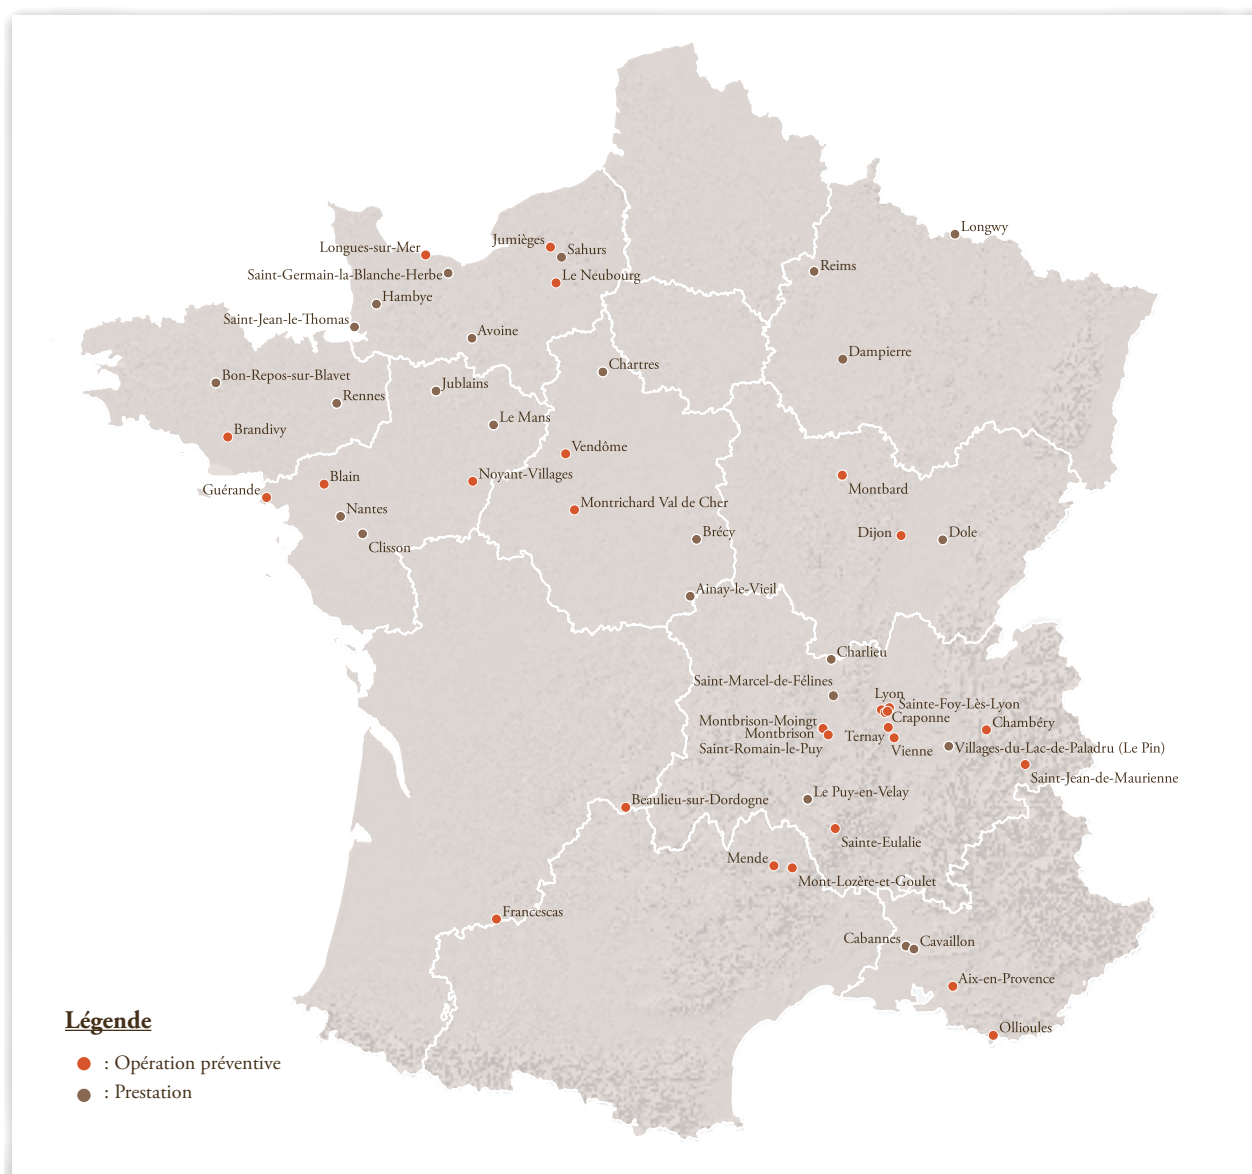 Longwy
Jumièges
Longues-sur-Mer
Sahurs
Reims
Saint-Germain-la-Blanche-Herbe
Le Neubourg
Hambye
Saint-Jean-le-Thomas
Avoine
Dampierre
Chartres
Bon-Repos-sur-Blavet
Jublains
Rennes
Le Mans
Brandivy
Vendôme
Blain
Noyant-Villages
Guérande
Montbard
Montrichard Val de Cher
Nantes
Brécy
Dijon
Dole
Clisson
Ainay-le-Vieil
Charlieu
Saint-Marcel-de-Félines
Lyon
Sainte-Foy-Lès-Lyon
Craponne
Montbrison-Moingt
Chambéry
Montbrison
Ternay
Saint-Romain-le-Puy
Vienne
Villages-du-Lac-de-Paladru (Le Pin)
Saint-Jean-de-Maurienne
Le Puy-en-Velay
Beaulieu-sur-Dordogne
Sainte-Eulalie
Mende
Mont-Lozère-et-Goulet
Francescas
Cabannes
Cavaillon
Aix-en-Provence
Légende
Ollioules
: Opération préventive
: Prestation